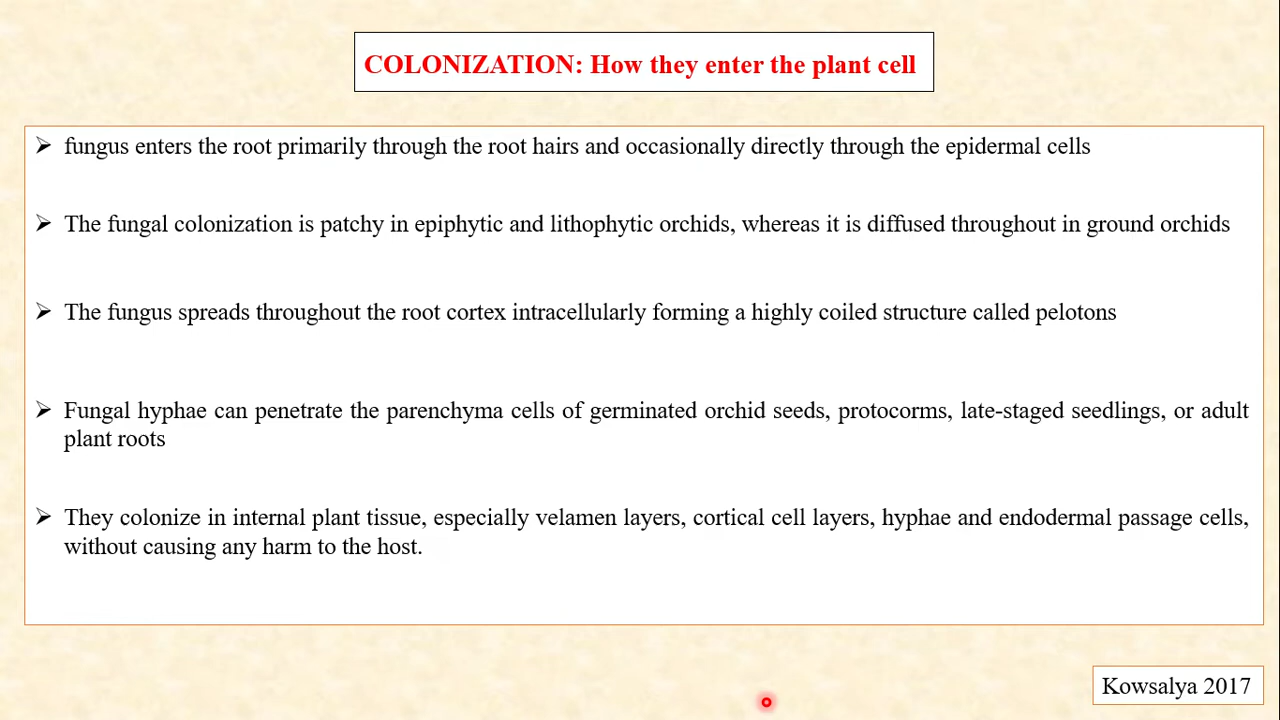 COLONIZATION: How they enter the plant cell
fungus enters the root primarily through the root hairs and occasionally directly through the epidermal cells
The fungal colonization is patchy in epiphytic and lithophytic orchids, whereas it is diffused throughout in ground orchids
The fungus spreads throughout the root cortex intracellularly forming a highly coiled structure called pelotons
Fungal hyphae can penetrate the parenchyma cells of germinated orchid seeds, protocorms, late-staged seedlings, or adult
plant roots
They colonize in internal plant tissue, especially velamen layers, cortical cell layers, hyphae and endodermal passage cells,
without causing any harm to the host.
Kowsalya 2017